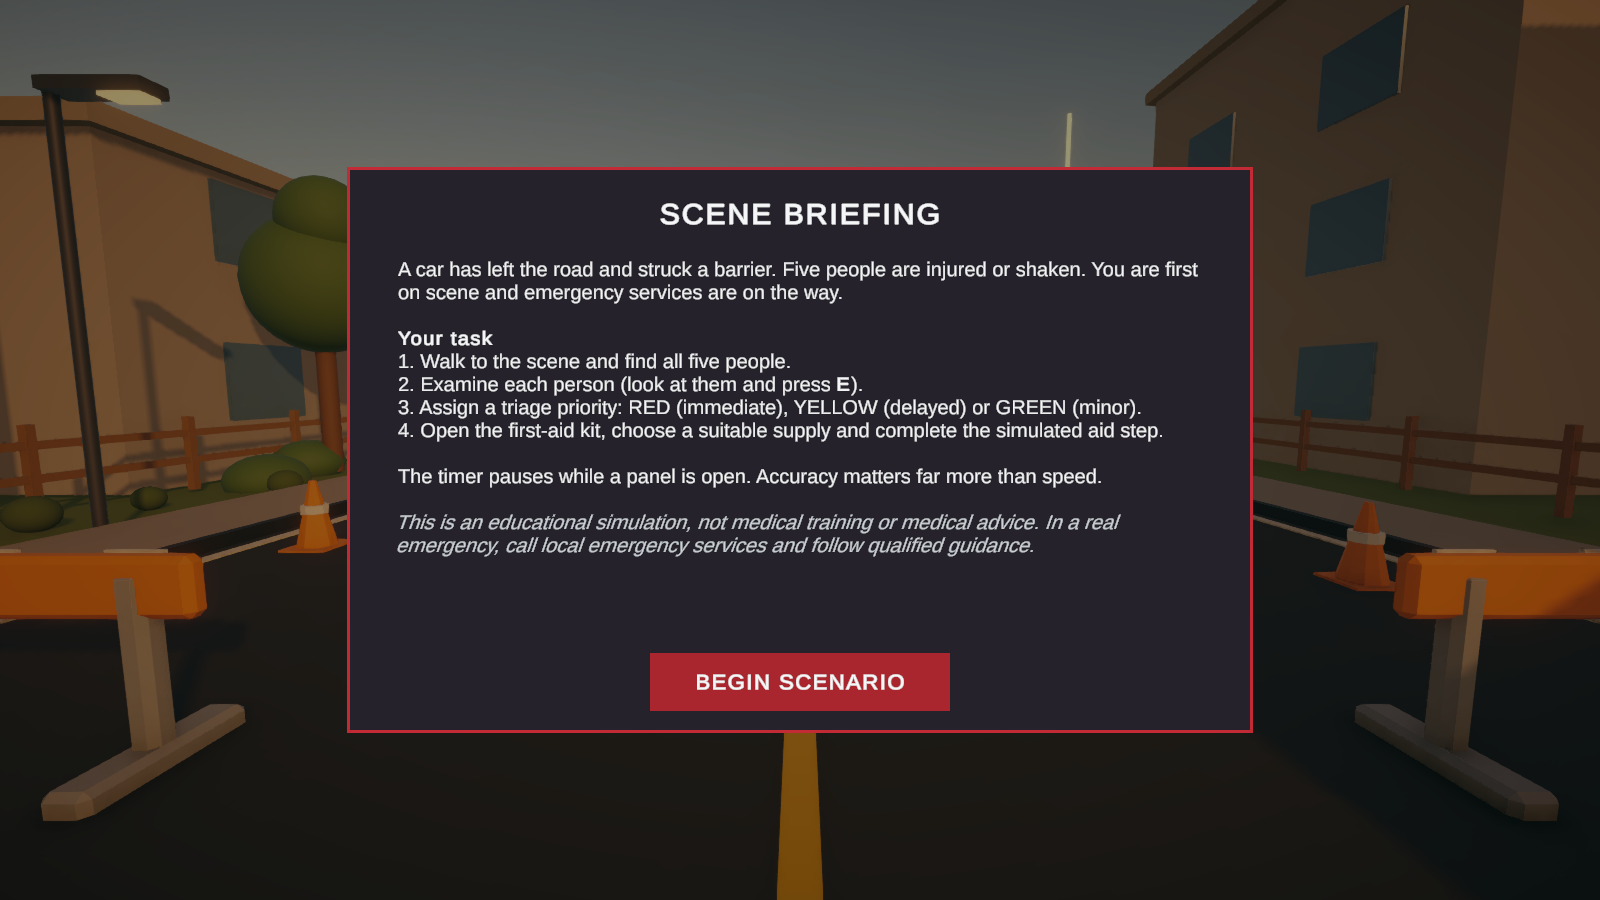 SCENE BRIEFING
A car has left the road and struck a barrier. Five people are injured or shaken. You are first
on scene and emergency services are on the way.
Your task
1. Walk to the scene and find all five people.
2. Examine each person (look at them and press E).
3. Assign a triage priority: RED (immediate), YELLOW (delayed) or GREEN (minor).
4. Open the first-aid kit, choose a suitable supply and complete the simulated aid step.
The timer pauses while a panel is open. Accuracy matters far more than speed.
This is an educational simulation, not medical training or medical advice. In a real
emergency, call local emergency services and follow qualified guidance.
BEGIN SCENARIO